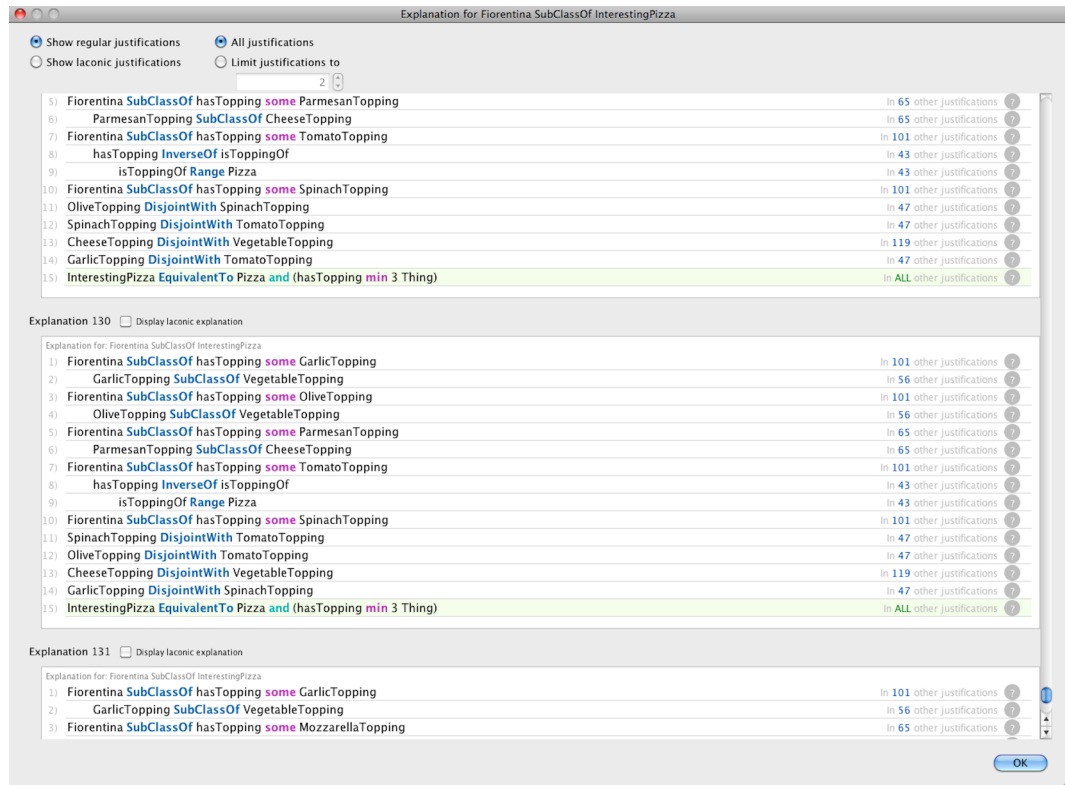 Explanation for Fiorentina SubClassOf InterestingPizza
Show regular justifications All justifications
Show laconic justifications Limit justifications to
2
5) Fiorentina SubClassOf hasTopping some ParmesanTopping In 65 other justifications ?
6) ParmesanTopping SubClassOf CheeseTopping In 65 other justifications ?
7) Fiorentina SubClassOf hasTopping some TomatoTopping In 101 other justifications ?
8) hasTopping InverseOf isToppingOf In 43 other justifications ?
9) isToppingOf Range Pizza In 43 other justifications ?
10) Fiorentina SubClassOf hasTopping some SpinachTopping In 101 other justifications ?
11) OliveTopping DisjointWith SpinachTopping In 47 other justifications ?
12) SpinachTopping DisjointWith TomatoTopping In 47 other justifications ?
13) CheeseTopping DisjointWith VegetableTopping In 119 other justifications ?
14) GarlicTopping DisjointWith TomatoTopping In 47 other justifications ?
15) InterestingPizza EquivalentTo Pizza and (hasTopping min 3 Thing) In ALL other justifications ?
Explanation 130 Display laconic explanation
Explanation for: Fiorentina SubClassOf InterestingPizza
1) Fiorentina SubClassOf hasTopping some GarlicTopping In 101 other justifications ?
2) GarlicTopping SubClassOf VegetableTopping In 56 other justifications ?
3) Fiorentina SubClassOf hasTopping some OliveTopping In 101 other justifications ?
4) OliveTopping SubClassOf VegetableTopping In 56 other justifications ?
5) Fiorentina SubClassOf hasTopping some ParmesanTopping In 65 other justifications ?
6) ParmesanTopping SubClassOf CheeseTopping In 65 other justifications ?
7) Fiorentina SubClassOf hasTopping some TomatoTopping In 101 other justifications ?
8) hasTopping InverseOf isToppingOf In 43 other justifications ?
9) isToppingOf Range Pizza In 43 other justifications ?
10) Fiorentina SubClassOf hasTopping some SpinachTopping In 101 other justifications ?
11) SpinachTopping DisjointWith TomatoTopping In 47 other justifications ?
12) OliveTopping DisjointWith TomatoTopping In 47 other justifications ?
13) CheeseTopping DisjointWith VegetableTopping In 119 other justifications ?
14) GarlicTopping DisjointWith SpinachTopping In 47 other justifications ?
15) InterestingPizza EquivalentTo Pizza and (hasTopping min 3 Thing) In ALL other justifications ?
Explanation 131 Display laconic explanation
Explanation for: Fiorentina SubClassOf InterestingPizza
1) Fiorentina SubClassOf hasTopping some GarlicTopping In 101 other justifications ?
2) GarlicTopping SubClassOf VegetableTopping In 56 other justifications ?
3) Fiorentina SubClassOf hasTopping some MozzarellaTopping In 65 other justifications ?
OK